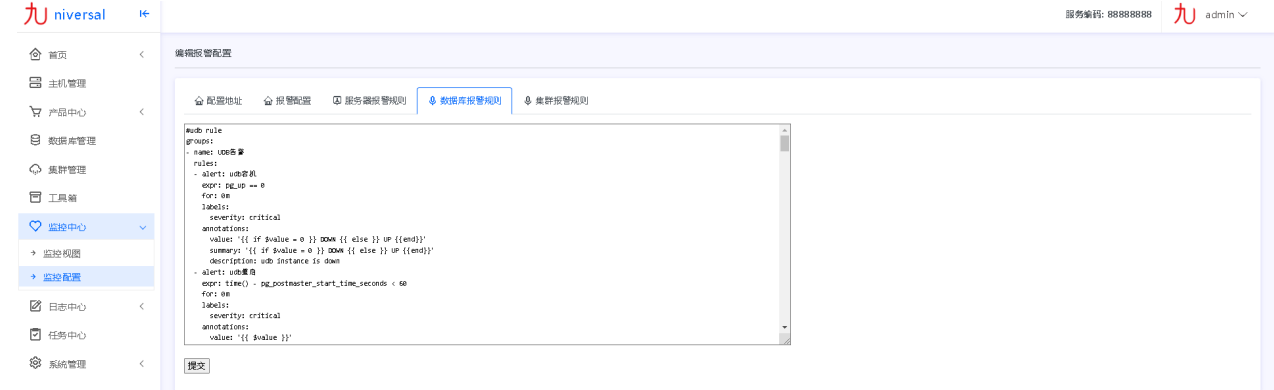 九 niversal
服务编码: 88888888
九 admin
首页
主机管理
产品中心
数据库管理
集群管理
工具箱
监控中心
监控视图
监控配置
日志中心
任务中心
系统管理
编辑报警配置
配置地址 报警配置 服务器报警规则 数据库报警规则 集群报警规则
#udb rule
groups:
- name: UDB告警
  rules:
  - alert: udb宕机
    expr: pg_up == 0
    for: 0m
    labels:
      severity: critical
    annotations:
      value: '{{ if $value = 0 }} DOWN {{ else }} UP {{end}}'
      summary: '{{ if $value = 0 }} DOWN {{ else }} UP {{end}}'
      description: udb instance is down
  - alert: udb重启
    expr: time() - pg_postmaster_start_time_seconds < 60
    for: 0m
    labels:
      severity: critical
    annotations:
      value: '{{ $value }}'
提交